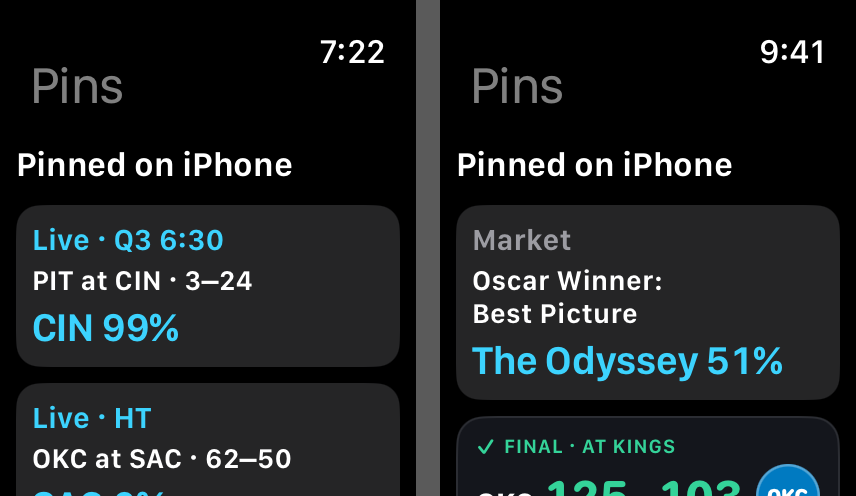 7:22
Pins
Pinned on iPhone
Live · Q3 6:30
PIT at CIN · 3–24
CIN 99%
Live · HT
OKC at SAC · 62–50
9:41
Pins
Pinned on iPhone
Market
Oscar Winner:
Best Picture
The Odyssey 51%
✓ FINAL · AT KINGS
OKC